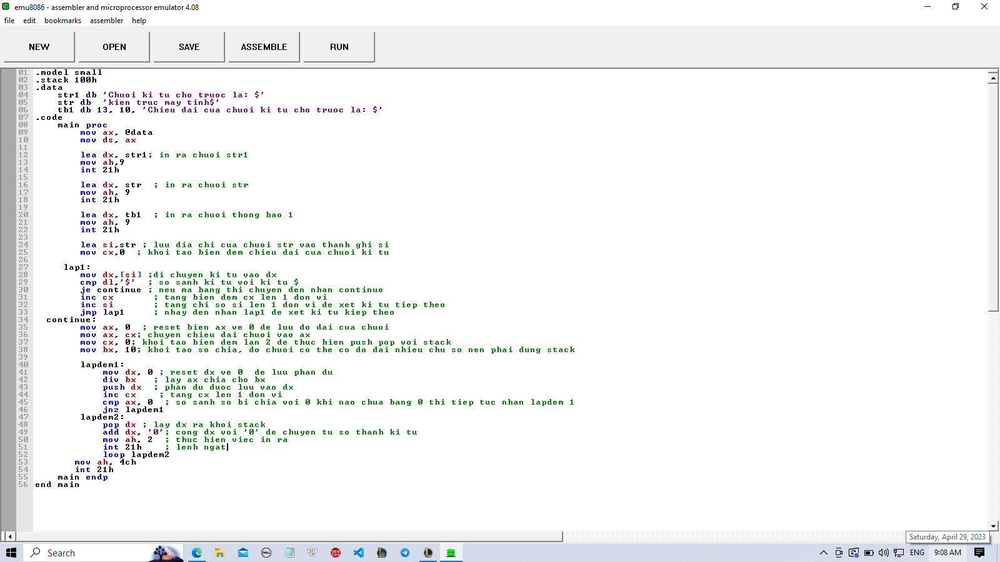 emu8086 - assembler and microprocessor emulator 4.08
file edit bookmarks assembler help
NEW OPEN SAVE ASSEMBLE RUN
01 .model small
02 .stack 100h
03 .data
04 str1 db 'Chuoi ki tu cho truoc la: $'
05 str db 'kien truc may tinh$'
06 tb1 db 13, 10, 'Chieu dai cua chuoi ki tu cho truoc la: $'
07 .code
08 main proc
09 mov ax, @data
10 mov ds, ax
11
12 lea dx, str1; in ra chuoi str1
13 mov ah,9
14 int 21h
15
16 lea dx, str ; in ra chuoi str
17 mov ah, 9
18 int 21h
19
20 lea dx, tb1 ; in ra chuoi thong bao 1
21 mov ah, 9
22 int 21h
23
24 lea si,str ; luu dia chi cua chuoi str vao thanh ghi si
25 mov cx,0 ; khoi tao bien dem chieu dai cua chuoi ki tu
26
27 lap1:
28 mov dx,[si] ;di chuyen ki tu vao dx
29 cmp dl,'$' ; so sanh ki tu voi ki tu $
30 je continue ; neu ma bang thi chuyen den nhan continue
31 inc cx ; tang bien dem cx len 1 don vi
32 inc si ; tang chi so si len 1 don vi de xet ki tu tiep theo
33 jmp lap1 ; nhay den nhan lap1 de xet ki tu kiep theo
34 continue:
35 mov ax, 0 ; reset bien ax ve 0 de luu do dai cua chuoi
36 mov ax, cx; chuyen chieu dai chuoi vao ax
37 mov cx, 0; khoi tao bien dem lan 2 de thuc hien push pop voi stack
38 mov bx, 10; khoi tao so chia, do chuoi co the co do dai nhieu chu so nen phai dung stack
39
40 lapdem1:
41 mov dx, 0 ; reset dx ve 0 de luu phan du
42 div bx ; lay ax chia cho bx
43 push dx ; phan du duoc luu vao dx
44 inc cx ; tang cx len 1 don vi
45 cmp ax, 0 ; so sanh so bi chia voi 0 khi nao chua bang 0 thi tiep tuc nhan lapdem 1
46 jnz lapdem1
47 lapdem2:
48 pop dx ; lay dx ra khoi stack
49 add dx, '0'; cong dx voi '0' de chuyen tu so thanh ki tu
50 mov ah, 2 ; thuc hien viec in ra
51 int 21h ; lenh ngat
52 loop lapdem2
53 mov ah, 4ch
54 int 21h
55 main endp
56 end main
Saturday, April 29, 2023
Search
DELL
DEV C++
ENG 9:08 AM